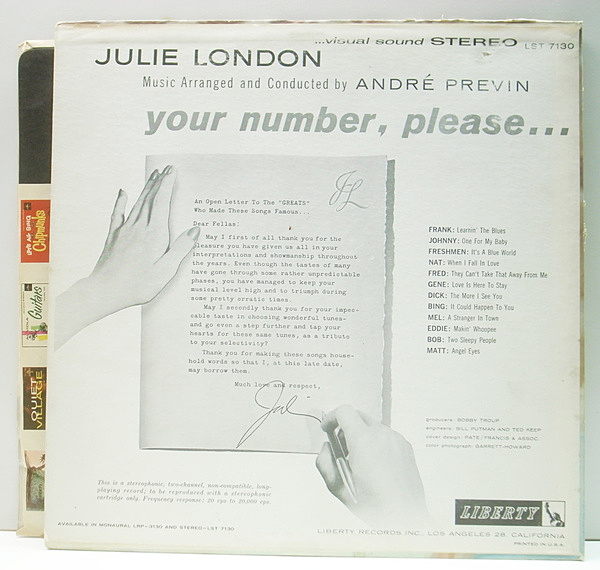 ...visual sound STEREO LST 7130
JULIE LONDON
Music Arranged and Conducted by ANDRÉ PREVIN
your number, please...
JL
An Open Letter To The "GREATS"
Who Made These Songs Famous...
Dear Fellas:
May I first of all thank you for the
pleasure you have given us all in your
interpretations and showmanship throughout
the years. Even though the tastes of many
have gone through some rather unpredictable
phases, you have managed to keep your
musical level high and to triumph during
some pretty erratic times.
May I secondly thank you for your impec-
cable taste in choosing wonderful tunes-
and go even a step further and tap your
hearts for these same tunes, as a tribute
to your selectivity?
Thank you for making these songs house-
hold words so that I, at this late date,
may borrow them.
Much love and respect,
Juli
FRANK: Learnin' The Blues
JOHNNY: One For My Baby
FRESHMEN: It's A Blue World
NAT: When I Fall In Love
FRED: They Can't Take That Away From Me
GENE: Love Is Here To Stay
DICK: The More I See You
BING: It Could Happen To You
MEL: A Stranger In Town
EDDIE: Makin' Whoopee
BOB: Two Sleepy People
MATT: Angel Eyes
producers: BOBBY TROUP
engineers: BILL PUTMAN AND TED KEEP
cover design: PATE / FRANCIS & ASSOC.
color photograph: GARRETT-HOWARD
This is a stereophonic, two-channel, non-compatible, long-
playing record; to be reproduced with a stereophonic
cartridge only. Frequency response: 20 cps to 20,000 cps.
LIBERTY
AVAILABLE IN MONAURAL LRP-3130 AND STEREO-LST 7130
LIBERTY RECORDS INC., LOS ANGELES 28, CALIFORNIA
PRINTED IN U.S.A.
Chipmunks
Guitars
QUIET
VILLAGE